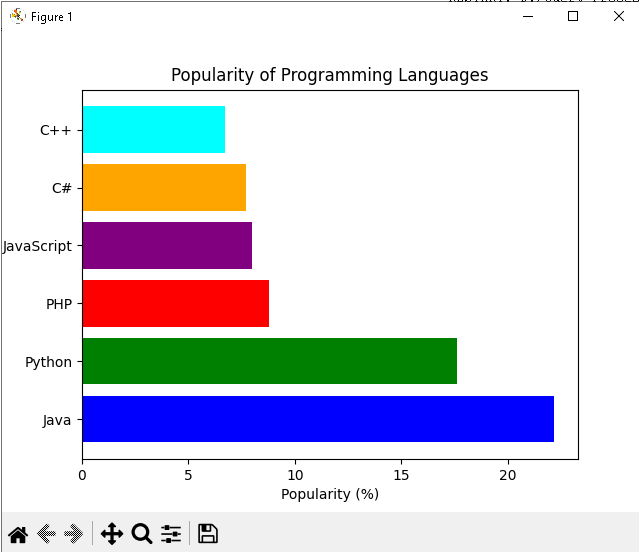 Figure 1
Popularity of Programming Languages
C++
C#
JavaScript
PHP
Python
Java
0 5 10 15 20
Popularity (%)